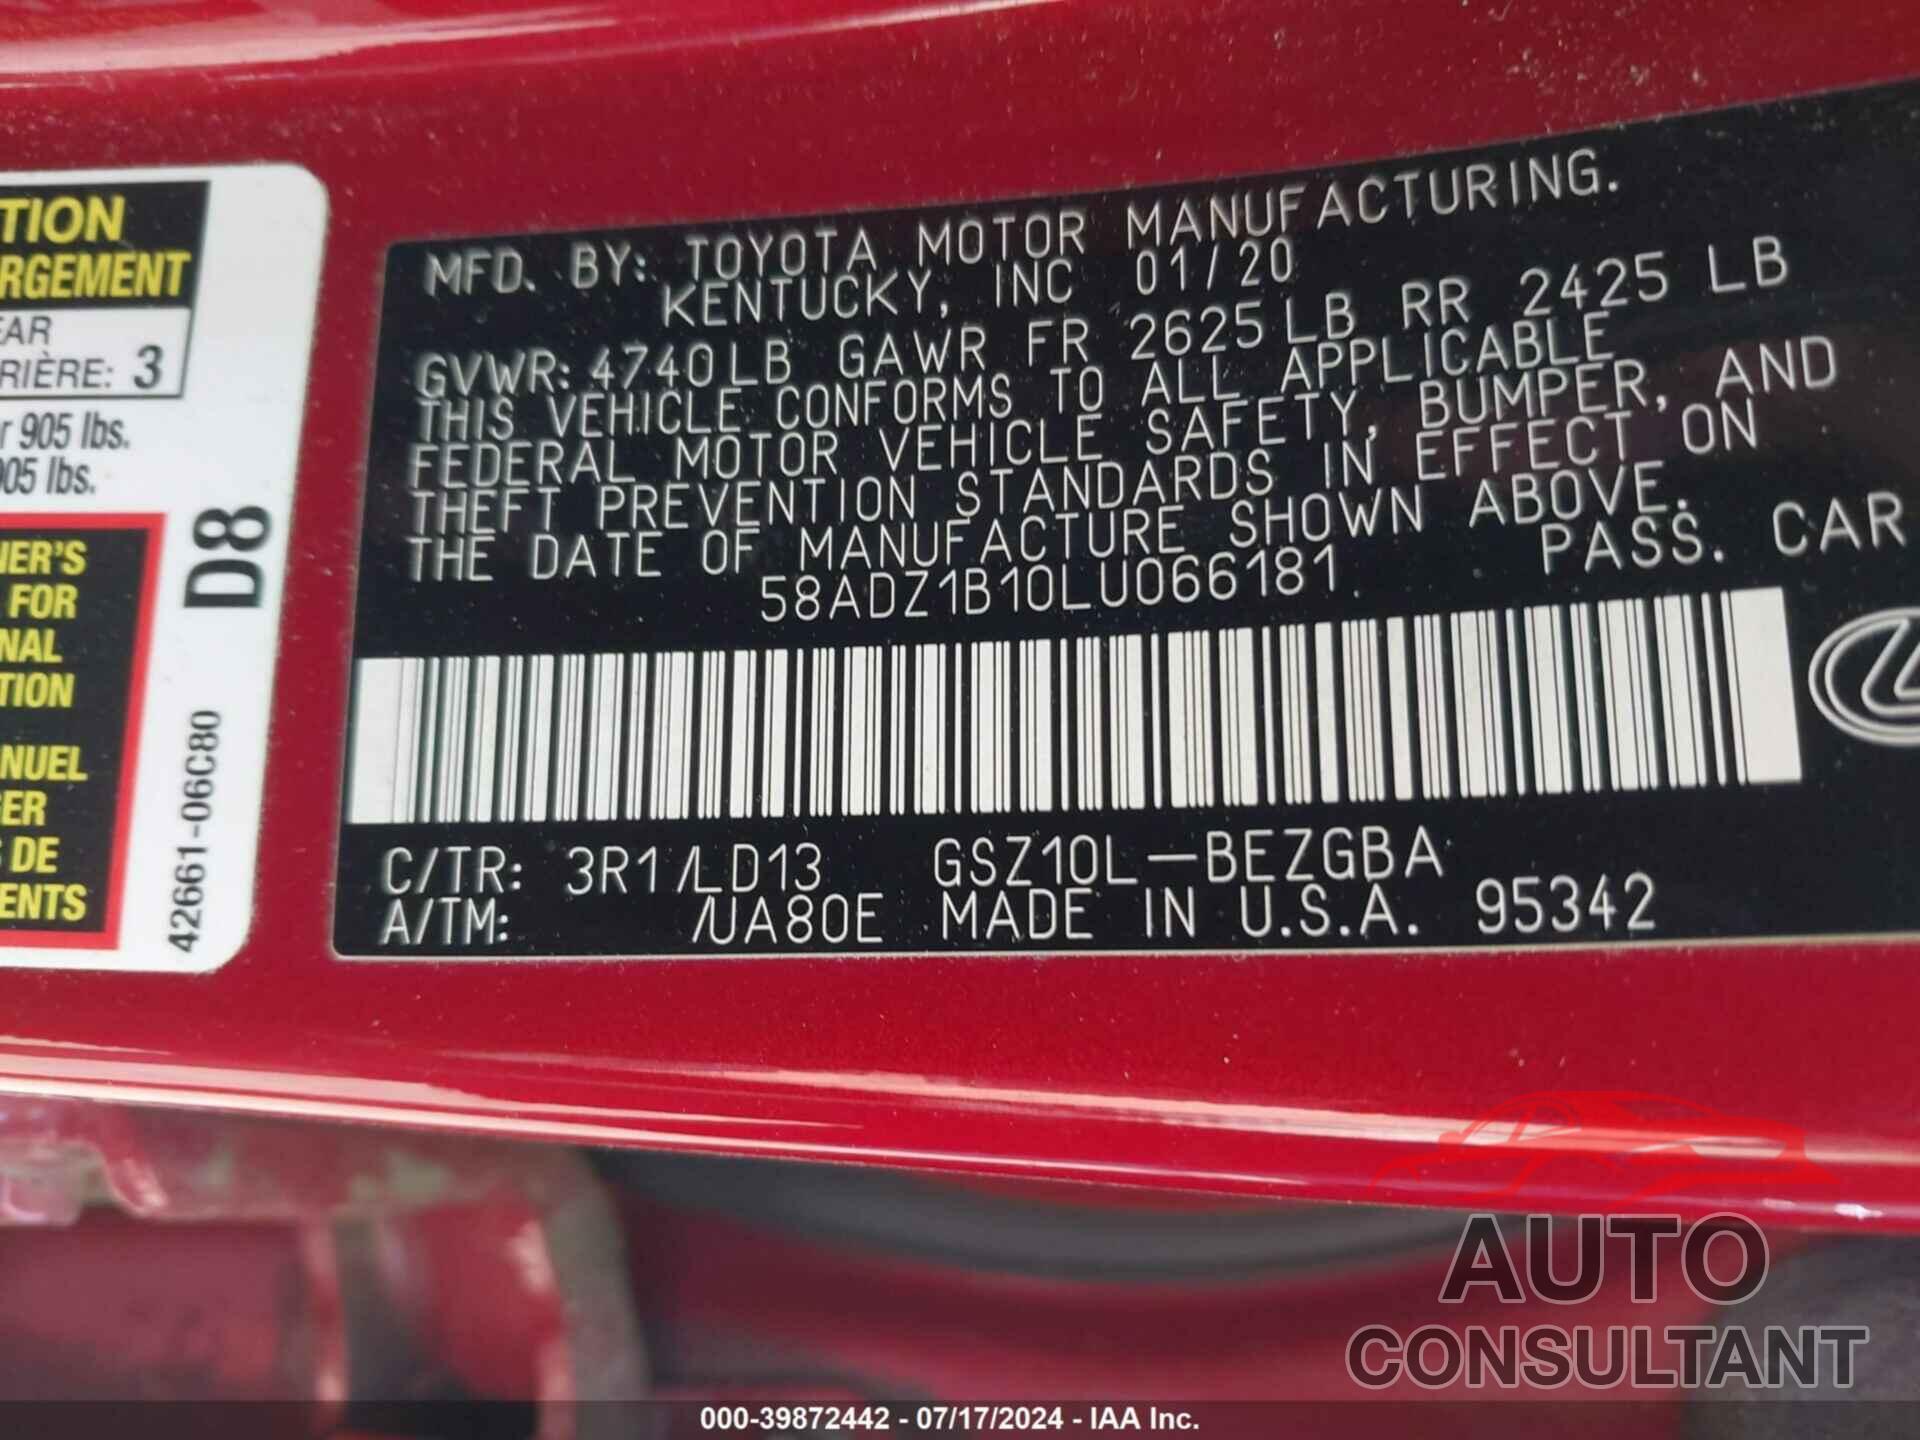 TION
RGEMENT
EAR
RIÈRE: 3
r 905 lbs.
905 lbs.
NER'S
FOR
NAL
TION
NUEL
GER
S DE
ENTS
D8
42661-06C80
MFD. BY: TOYOTA MOTOR MANUFACTURING.
KENTUCKY, INC 01/20
GVWR: 4740LB GAWR FR 2625LB RR 2425 LB
THIS VEHICLE CONFORMS TO ALL APPLICABLE
FEDERAL MOTOR VEHICLE SAFETY, BUMPER, AND
THEFT PREVENTION STANDARDS IN EFFECT ON
THE DATE OF MANUFACTURE SHOWN ABOVE.
58ADZ1B10LU066181 PASS. CAR
C/TR: 3R1/LD13 GSZ10L-BEZGBA
A/TM: /UA80E MADE IN U.S.A. 95342
AUTO
CONSULTANT
000-39872442 - 07/17/2024 - IAA Inc.